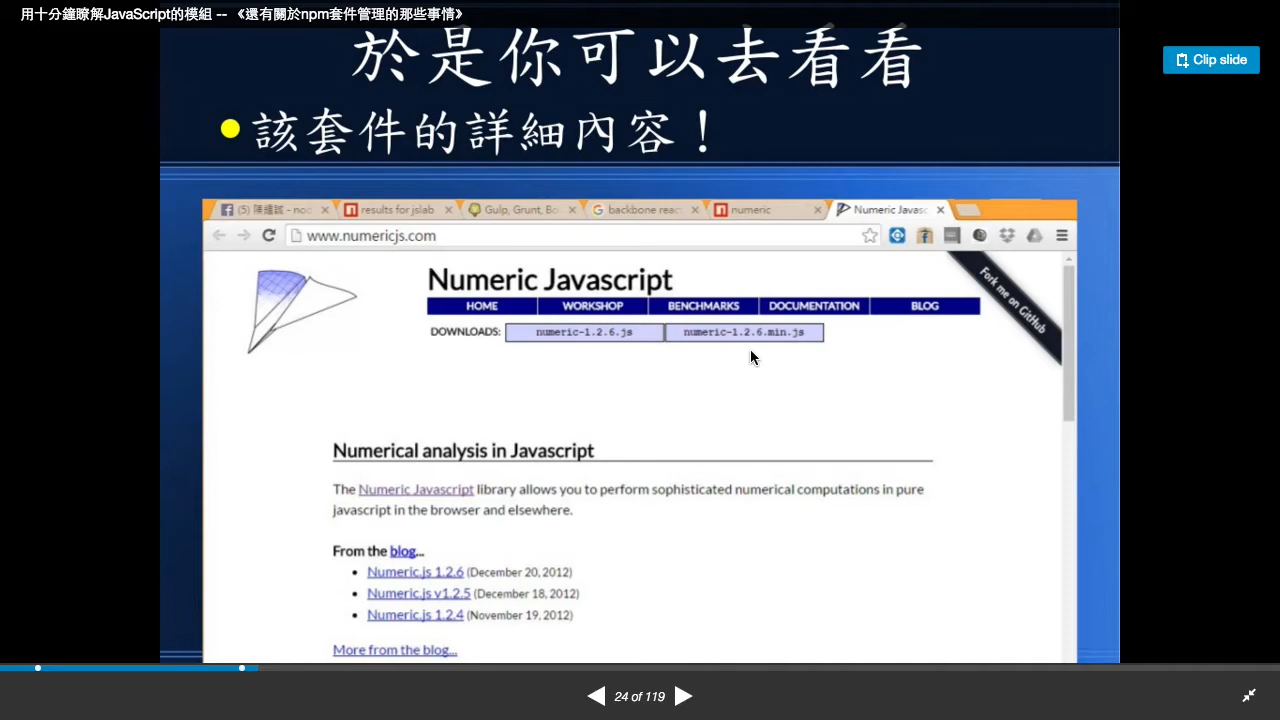 用十分鐘瞭解JavaScript的模組 -- 《還有關於npm套件管理的那些事情》
Clip slide
於是你可以去看看
該套件的詳細內容！
(5) 陳鍾誠 - noc
results for jslab
Gulp, Grunt, Bo
backbone reac
numeric
Numeric Javasc
www.numericjs.com
Fork me on GitHub
Numeric Javascript
HOME WORKSHOP BENCHMARKS DOCUMENTATION BLOG
DOWNLOADS: numeric-1.2.6.js numeric-1.2.6.min.js
Numerical analysis in Javascript
The Numeric Javascript library allows you to perform sophisticated numerical computations in pure
javascript in the browser and elsewhere.
From the blog...
Numeric.js 1.2.6 (December 20, 2012)
Numeric.js v1.2.5 (December 18, 2012)
Numeric.js 1.2.4 (November 19, 2012)
More from the blog...
24 of 119